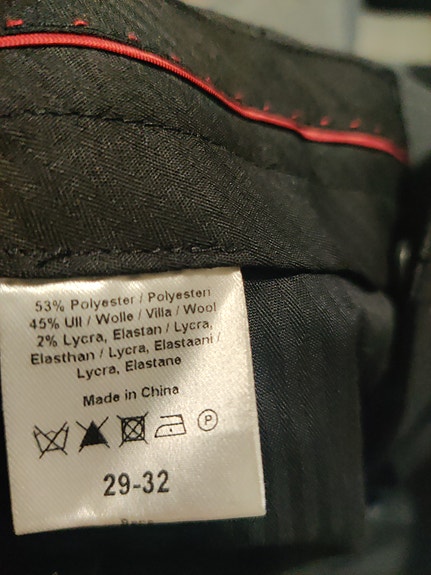 53% Polyester / Polyesteri
45% Ull / Wolle / Villa / Wool
2% Lycra, Elastan / Lycra,
Elasthan / Lycra, Elastaani /
Lycra, Elastane
Made in China
P
29-32